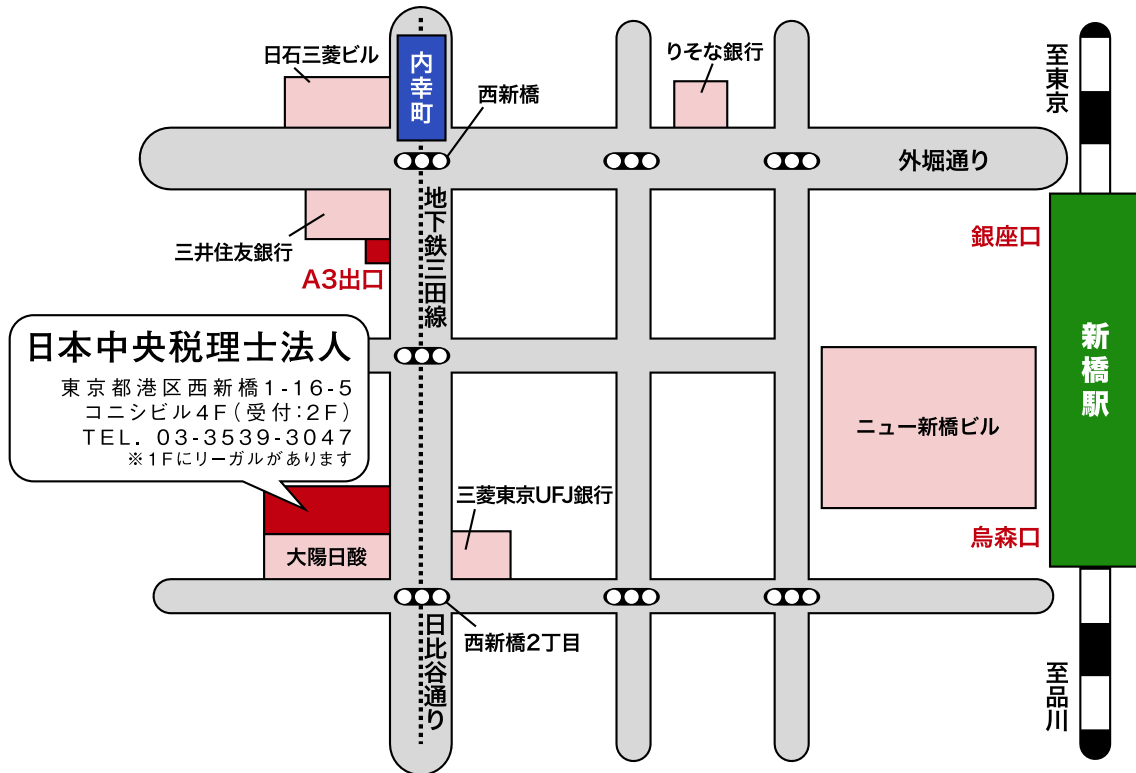 日石三菱ビル
内幸町
西新橋
りそな銀行
至東京
外堀通り
三井住友銀行
A3出口
地下鉄三田線
銀座口
新橋駅
日本中央税理士法人
東京都港区西新橋1-16-5
コニシビル4F(受付:2F)
TEL. 03-3539-3047
※1Fにリーガルがあります
ニュー新橋ビル
三菱東京UFJ銀行
烏森口
大陽日酸
西新橋2丁目
日比谷通り
至品川